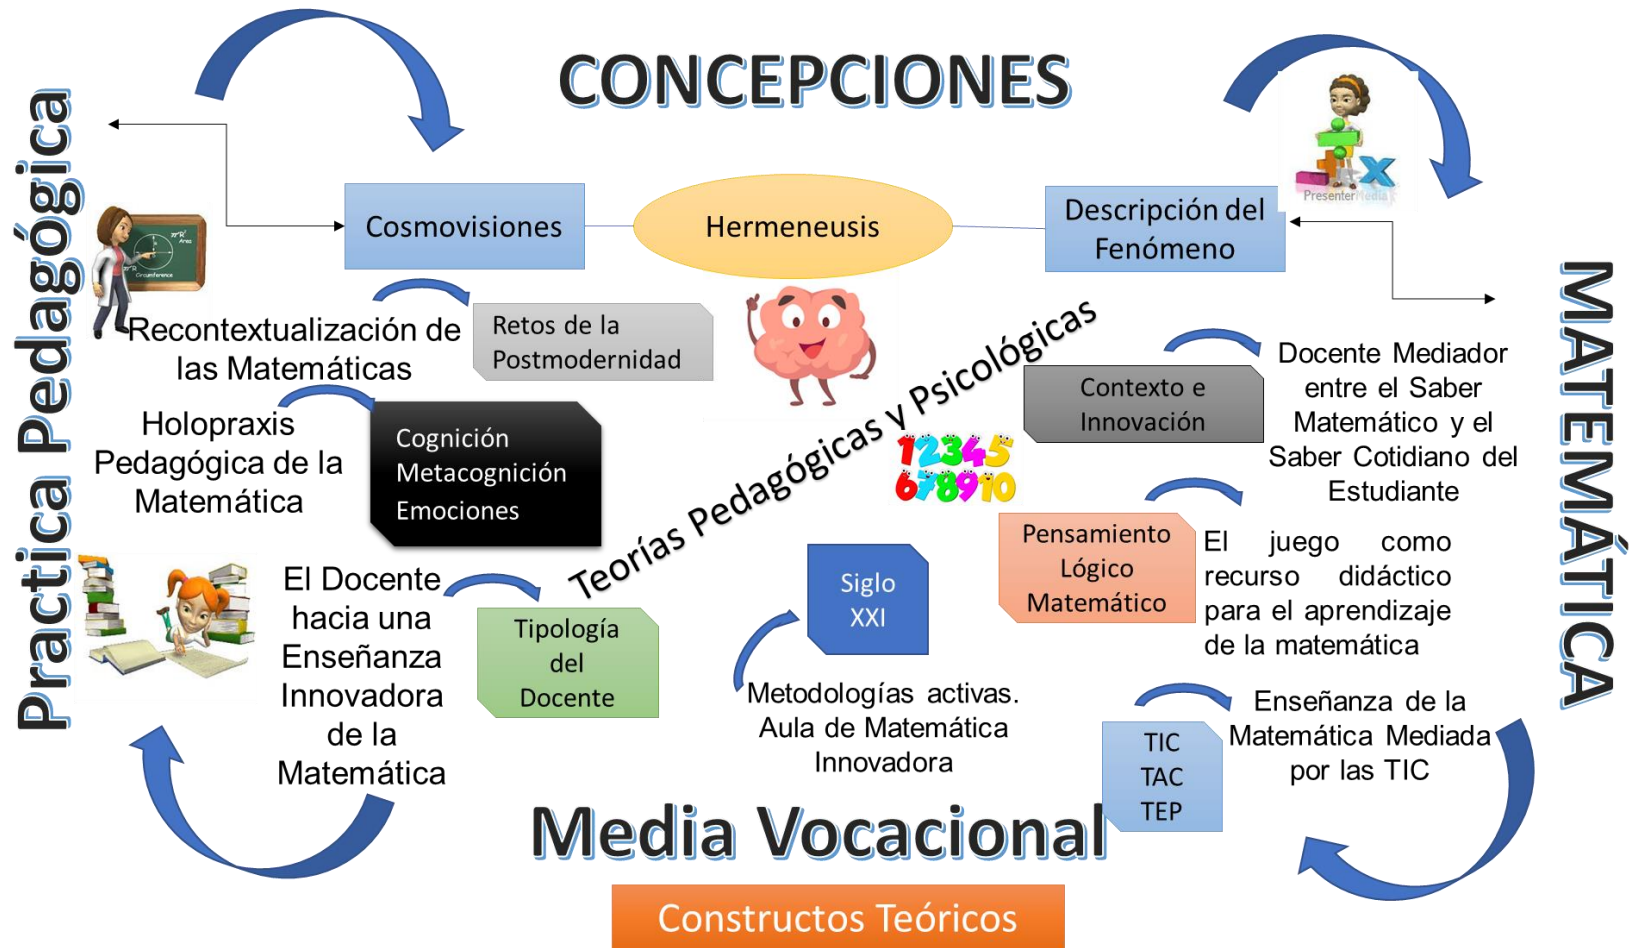 CONCEPCIONES
Practica Pedagógica
MATEMÁTICA
Cosmovisiones
Hermeneusis
Descripción del
Fenómeno
PresenterMedia
πR²
Area
πR
Circumference
Recontextualización de
las Matemáticas
Retos de la
Postmodernidad
Holopraxis
Pedagógica de la
Matemática
Cognición
Metacognición
Emociones
Teorías Pedagógicas y Psicológicas
12345
678910
Contexto e
Innovación
Docente Mediador
entre el Saber
Matemático y el
Saber Cotidiano del
Estudiante
Pensamiento
Lógico
Matemático
El juego como
recurso didáctico
para el aprendizaje
de la matemática
El Docente
hacia una
Enseñanza
Innovadora
de la
Matemática
Tipología
del
Docente
Siglo
XXI
Metodologías activas.
Aula de Matemática
Innovadora
TIC
TAC
TEP
Enseñanza de la
Matemática Mediada
por las TIC
Media Vocacional
Constructos Teóricos